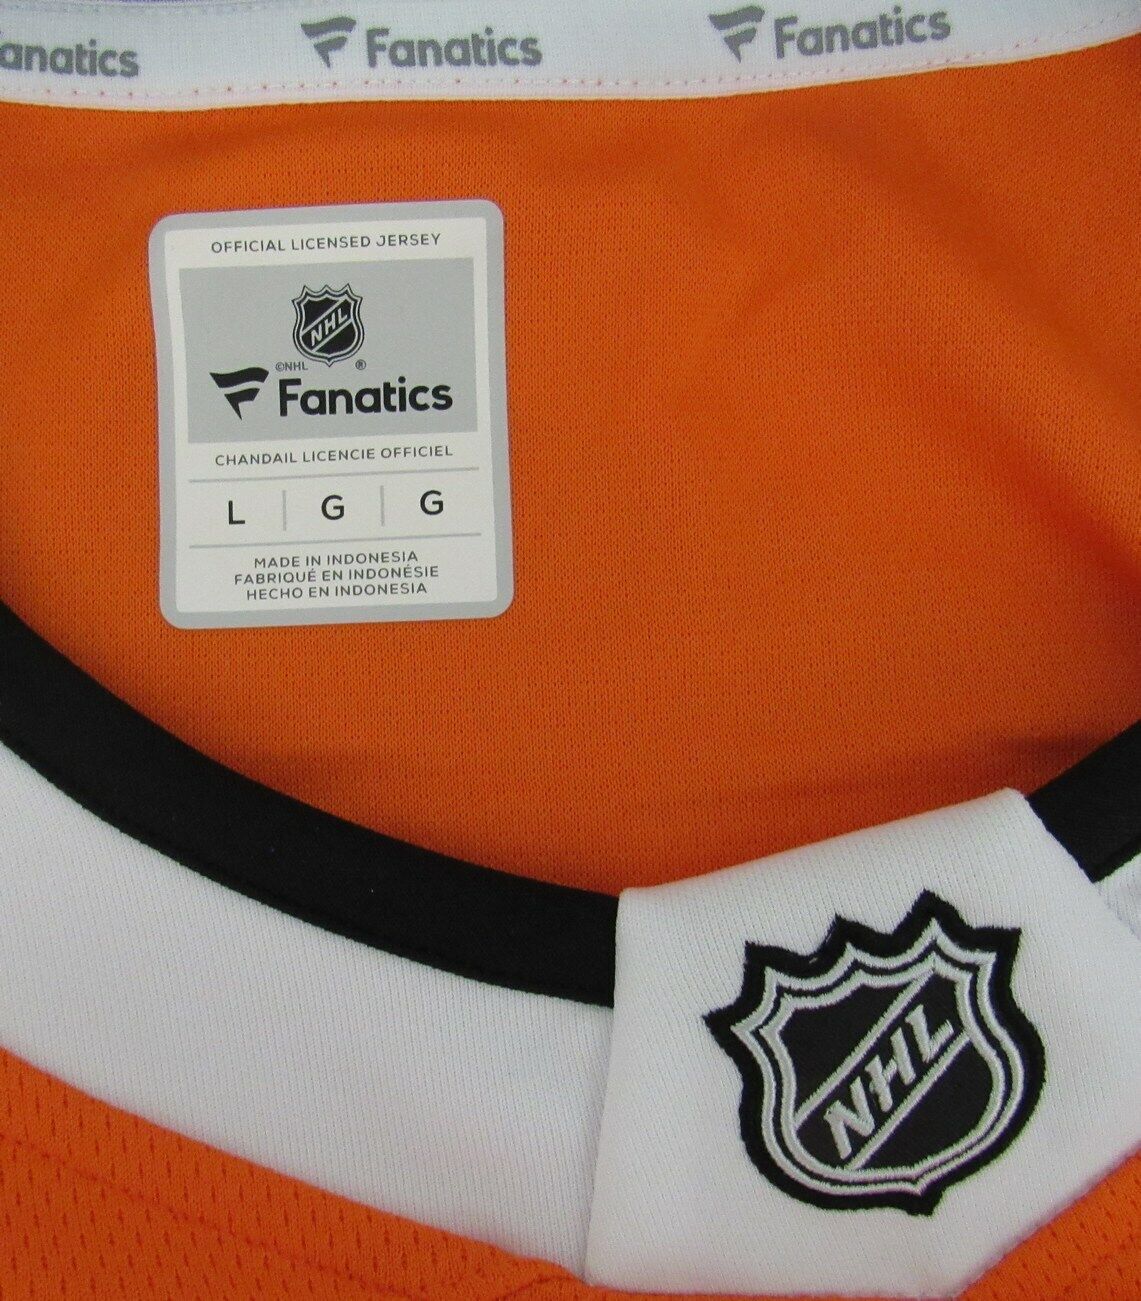 Fanatics Fanatics Fanatics
OFFICIAL LICENSED JERSEY
NHL
©NHL ®
Fanatics
CHANDAIL LICENCIE OFFICIEL
L | G | G
MADE IN INDONESIA
FABRIQUÉ EN INDONÉSIE
HECHO EN INDONESIA
NHL